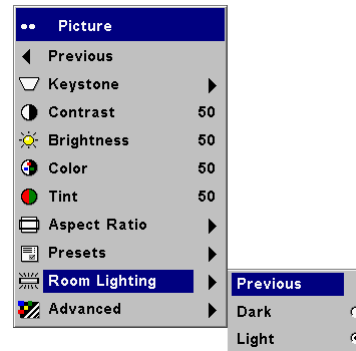 Picture
Previous
Keystone
Contrast 50
Brightness 50
Color 50
Tint 50
Aspect Ratio
Presets
Room Lighting
Advanced
Previous
Dark
Light